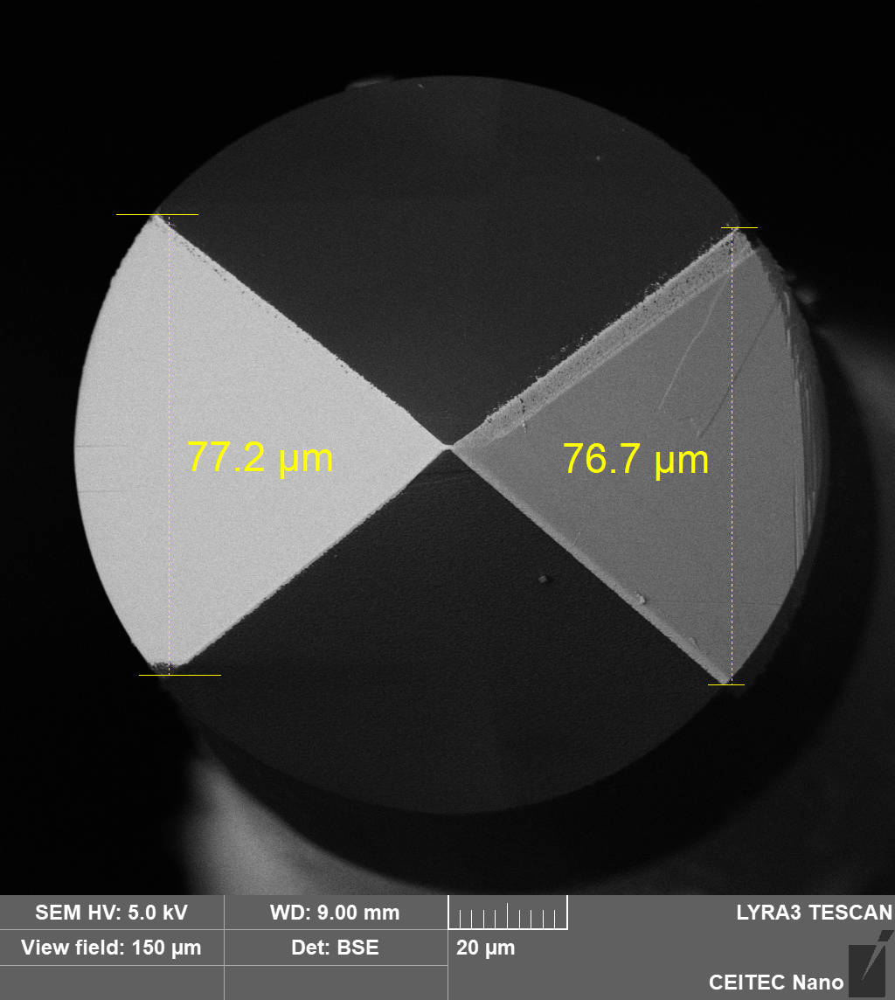 77.2 µm
76.7 µm
SEM HV: 5.0 kV
WD: 9.00 mm
LYRA3 TESCAN
View field: 150 µm
Det: BSE
20 µm
CEITEC Nano